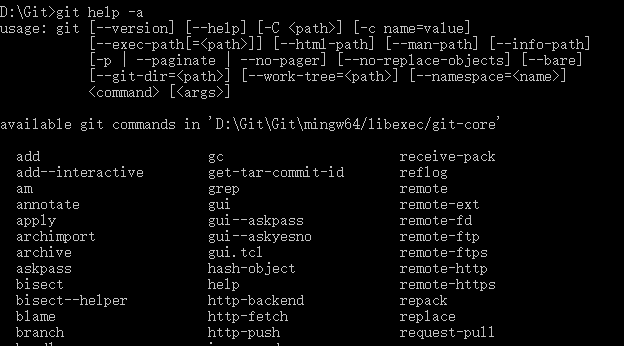 D:\Git>git help -a
usage: git [--version] [--help] [-C <path>] [-c name=value]
[--exec-path[=<path>]] [--html-path] [--man-path] [--info-path]
[-p | --paginate | --no-pager] [--no-replace-objects] [--bare]
[--git-dir=<path>] [--work-tree=<path>] [--namespace=<name>]
<command> [<args>]
available git commands in 'D:\Git\Git\mingw64/libexec/git-core'
add gc receive-pack
add--interactive get-tar-commit-id reflog
am grep remote
annotate gui remote-ext
apply gui--askpass remote-fd
archimport gui--askyesno remote-ftp
archive gui.tcl remote-ftps
askpass hash-object remote-http
bisect help remote-https
bisect--helper http-backend repack
blame http-fetch replace
branch http-push request-pull